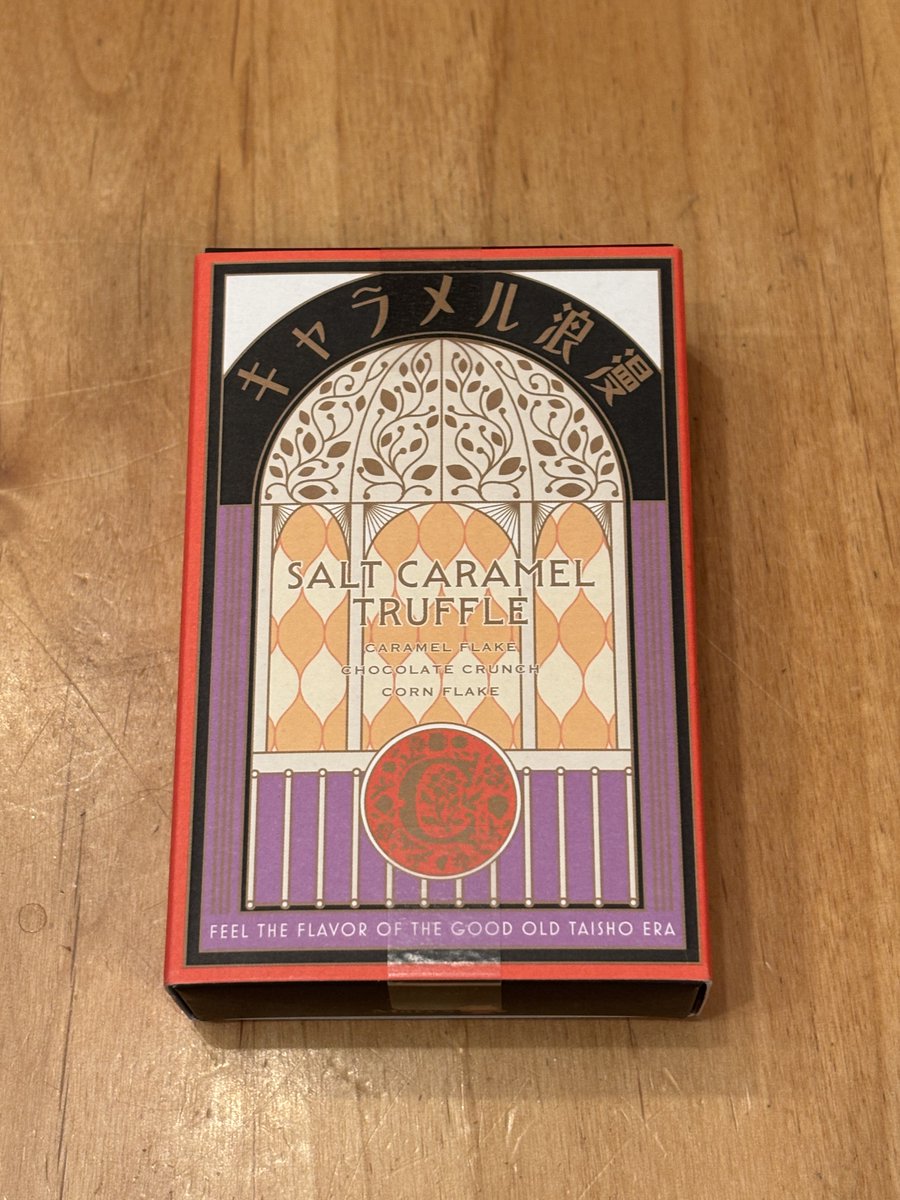 キャラメル浪漫
SALT CARAMEL
TRUFFLE
CARAMEL FLAKE
CHOCOLATE CRUNCH
CORN FLAKE
C
FEEL THE FLAVOR OF THE GOOD OLD TAISHO ERA